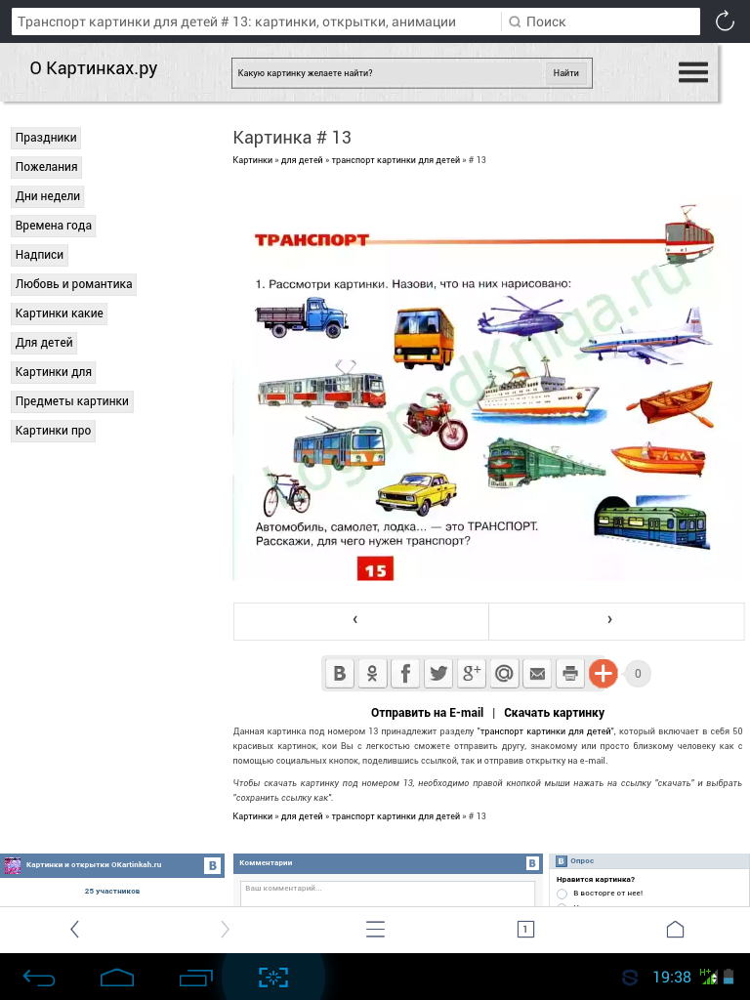 Транспорт картинки для детей # 13: картинки, открытки, анимации
Поиск
О Картинках.ру
Какую картинку желаете найти?
Найти
Праздники
Пожелания
Дни недели
Времена года
Надписи
Любовь и романтика
Картинки какие
Для детей
Картинки для
Предметы картинки
Картинки про
Картинка # 13
Картинки » для детей » транспорт картинки для детей » # 13
ТРАНСПОРТ
1. Рассмотри картинки. Назови, что на них нарисовано:
LogopedKniga.ru
Автомобиль, самолет, лодка... — это ТРАНСПОРТ.
Расскажи, для чего нужен транспорт?
15
‹ ›
0
Отправить на E-mail | Скачать картинку
Данная картинка под номером 13 принадлежит разделу "транспорт картинки для детей", который включает в себя 50
красивых картинок, кои Вы с легкостью сможете отправить другу, знакомому или просто близкому человеку как с
помощью социальных кнопок, поделившись ссылкой, так и отправив открытку на e-mail.
Чтобы скачать картинку под номером 13, необходимо правой кнопкой мыши нажать на ссылку "скачать" и выбрать
"сохранить ссылку как".
Картинки » для детей » транспорт картинки для детей » # 13
Картинки и открытки OKartinkah.ru
В
25 участников
Комментарии
В
Ваш комментарий...
В Опрос
Нравится картинка?
В восторге от нее!
1
19:38
H+